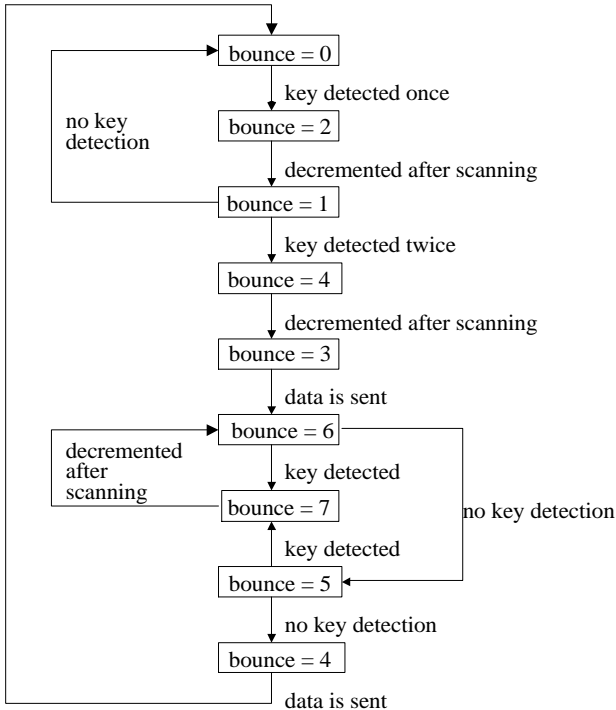 bounce = 0
key detected once
no key
detection
bounce = 2
decremented after scanning
bounce = 1
key detected twice
bounce = 4
decremented after scanning
bounce = 3
data is sent
bounce = 6
decremented
after
scanning
key detected
bounce = 7
no key detection
key detected
bounce = 5
no key detection
bounce = 4
data is sent